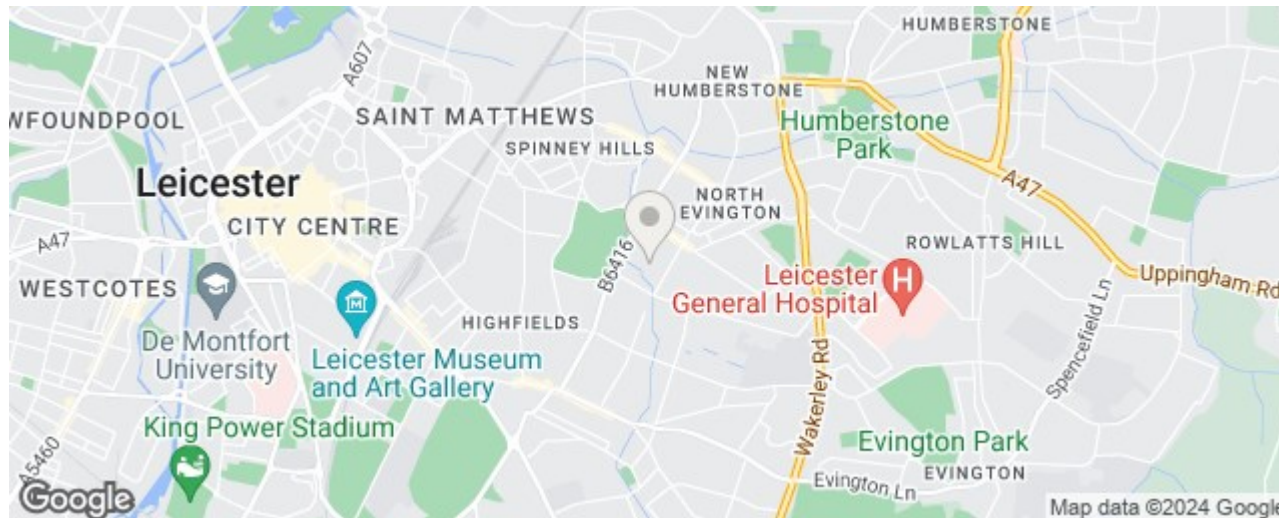 HUMBERSTONE
A607
NEW
HUMBERSTONE
WFOUNDPOOL
SAINT MATTHEWS
Humberstone
Park
SPINNEY HILLS
Leicester
NORTH
EVINGTON
A47
CITY CENTRE
A47
B6416
ROWLATTS HILL
WESTCOTES
Leicester
General Hospital
H
Uppingham Rd
De Montfort
University
HIGHFIELDS
Spencefield Ln
Leicester Museum
and Art Gallery
M
Wakerley Rd
King Power Stadium
Evington Park
A5460
EVINGTON
Evington Ln
Google
Map data ©2024 Google